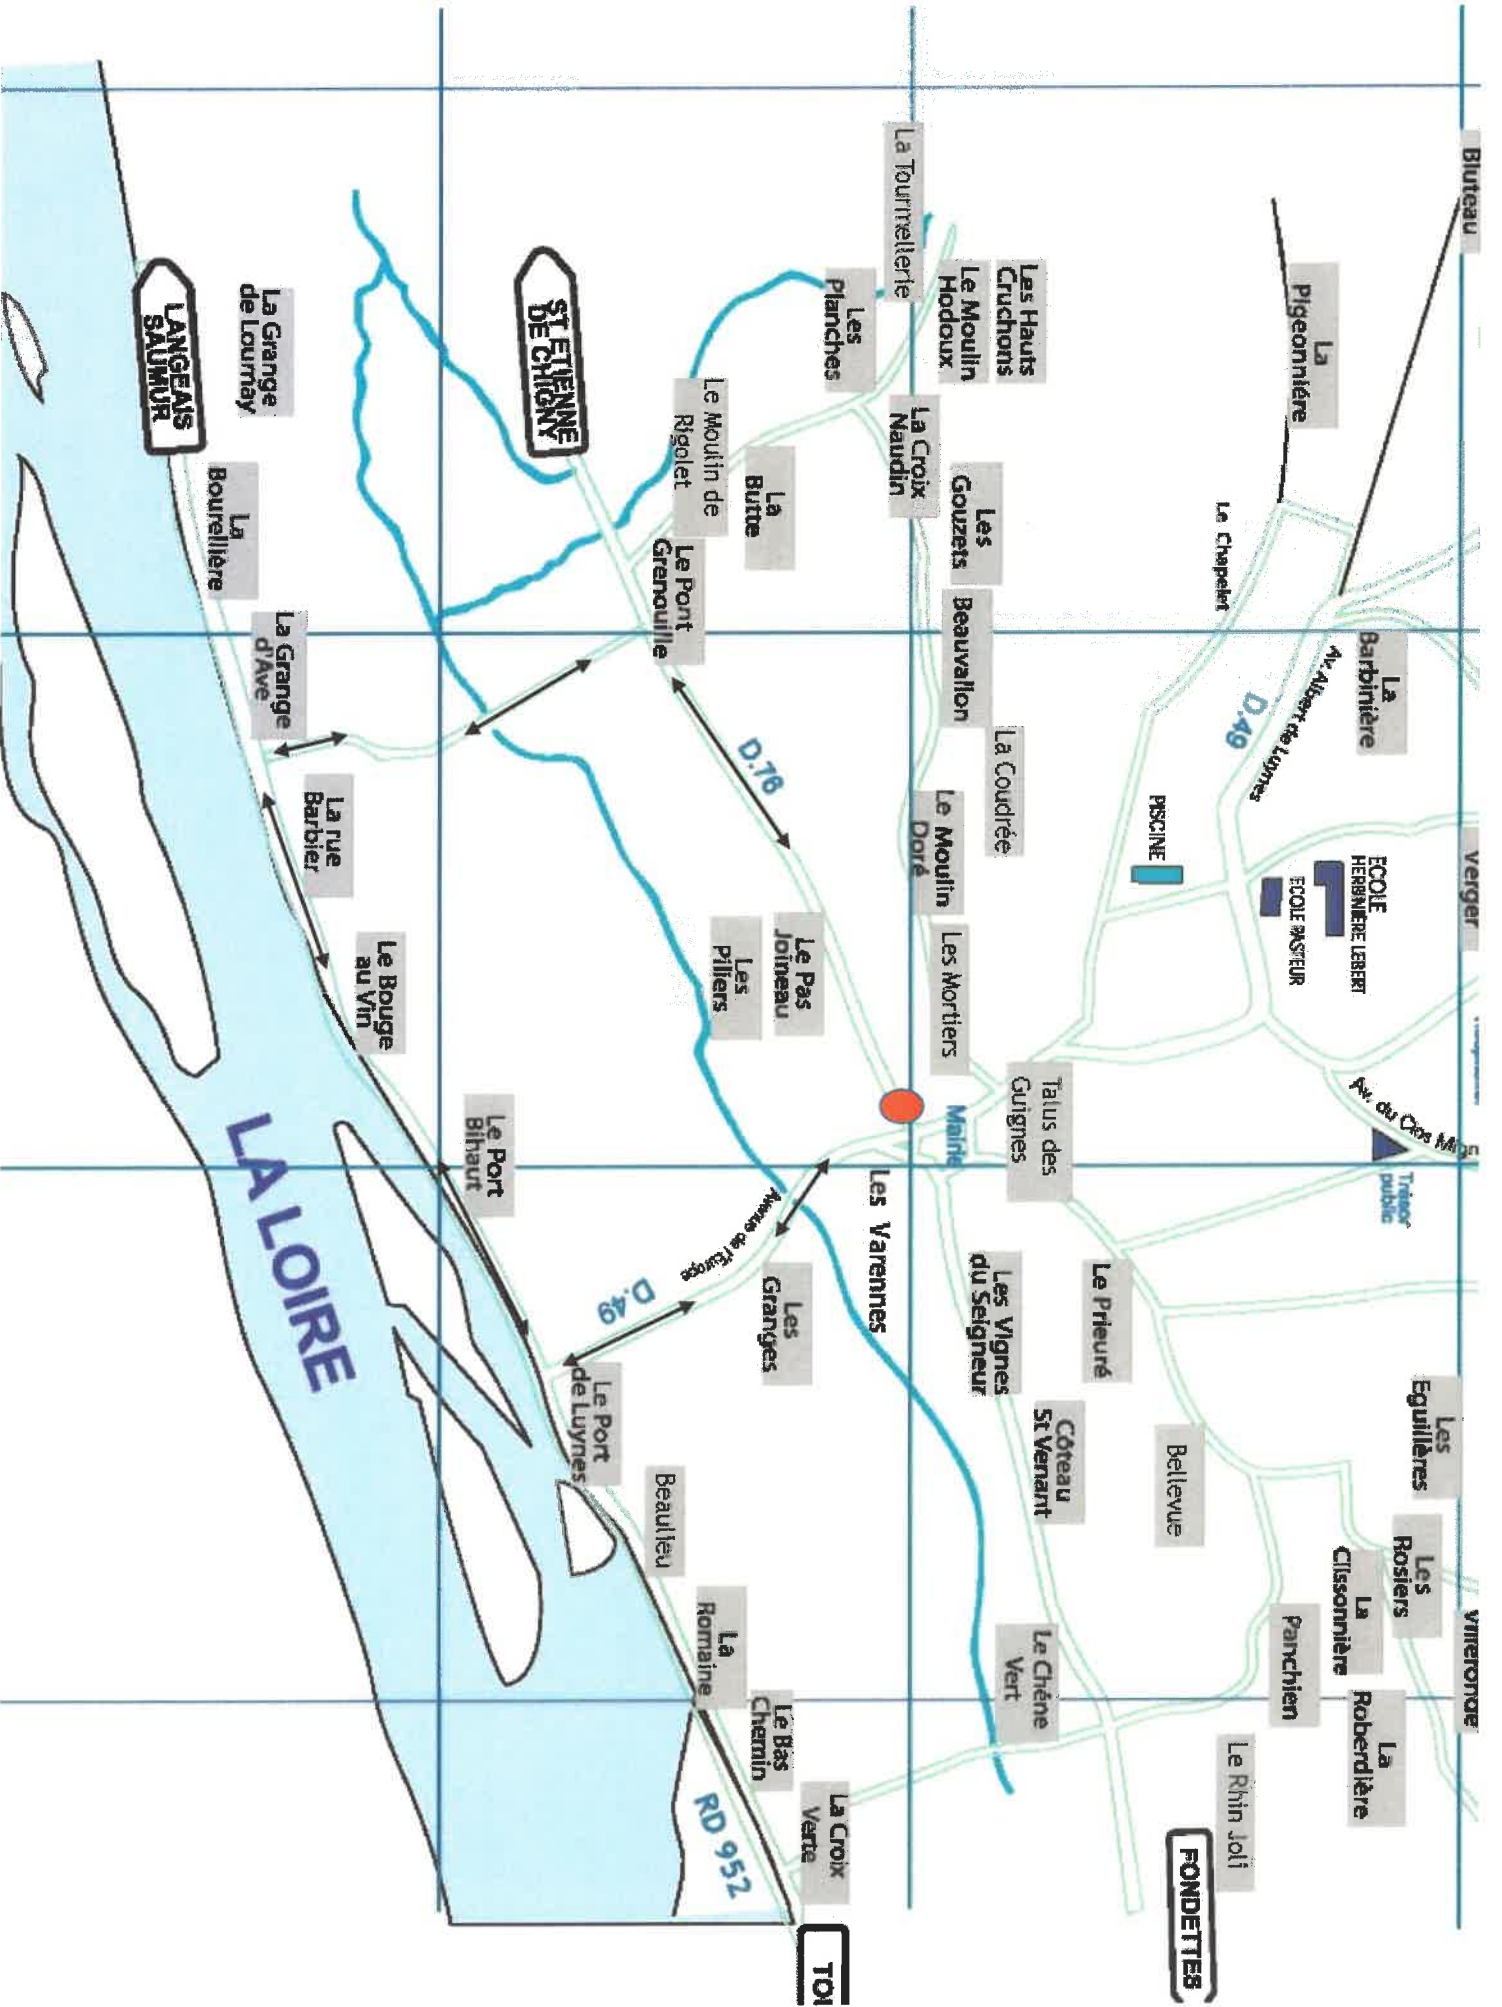 Bluteau
verger
La
Pigeonnière
La
Barbinière
Av. Albert de Luynes
D.49
Le Chapelet
ECOLE
HERBINIÈRE LEBERT
ECOLE PASTEUR
PISCINE
Av. du Clos Mig
Trésor
public
Les
Eguillères
Les
Rosiers
La
Clissonnière
La
Roberdière
Panchien
Le Rhin Joli
FONDETTES
Bellevue
Le Prieuré
Côteau
St Venant
Les Vignes
du Seigneur
Le Chêne
Vert
Les Hauts
Cruchons
Le Moulin
Hodoux
La Tourmellerie
Les
Planches
La Croix
Naudin
Les
Gouzets
Beauvallon
La Coudrée
Le Moulin
Doré
Les Mortiers
Talus des
Guignes
Mairie
Les Varennes
La
Butte
Le Moulin de
Rigolet
Le Pont
Grenouille
ST ETIENNE
DE CHIGNY
D.76
Le Pas
Joineau
Les
Piliers
Les
Granges
Avenue de l'Europe
D.49
La Grange
de Lournay
LANGEAIS
SAUMUR
La
Bourellière
La Grange
d'Avé
La rue
Barbier
Le Bouge
au Vin
Le Port
Bihaut
Le Port
de Luynes
Beaulieu
La
Romaine
Le Bas
Chemin
La Croix
Verte
RD 952
TOU
LA LOIRE